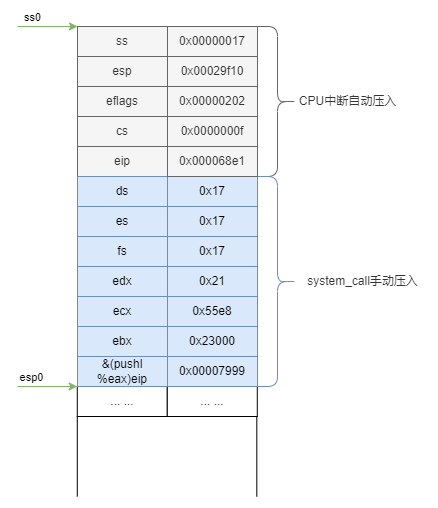 ss0
ss 0x00000017
esp 0x00029f10
eflags 0x00000202
CPU中断自动压入
cs 0x0000000f
eip 0x000068e1
ds 0x17
es 0x17
fs 0x17
edx 0x21
system_call手动压入
ecx 0x55e8
ebx 0x23000
&(pushl
%eax)eip 0x00007999
esp0
... ... ... ...